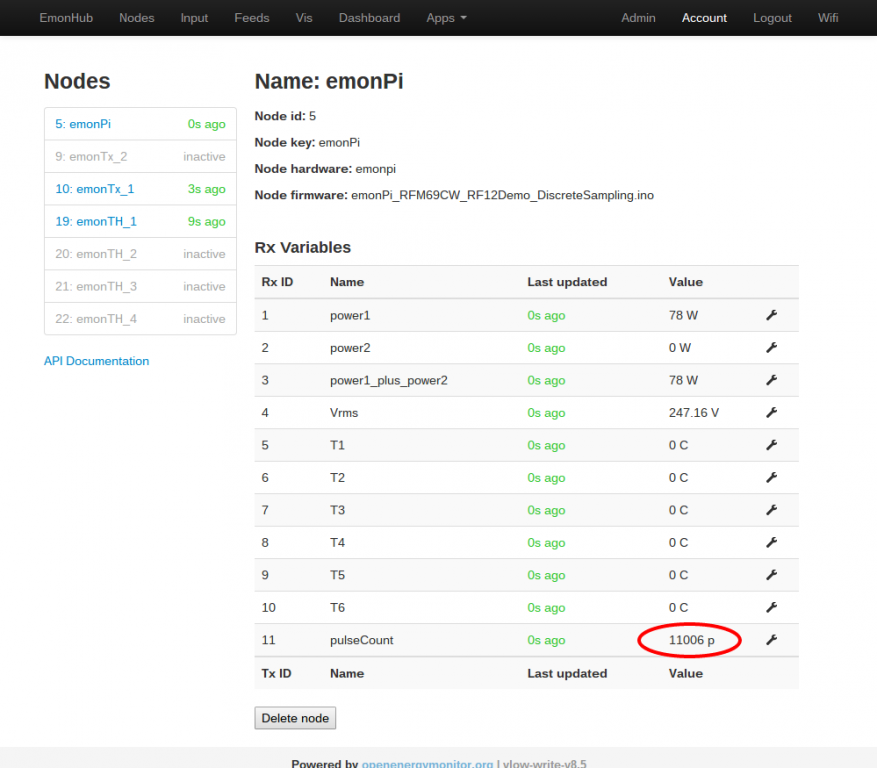 EmonHub Nodes Input Feeds Vis Dashboard Apps Admin Account Logout Wifi
Nodes
5: emonPi 0s ago
9: emonTx_2 inactive
10: emonTx_1 3s ago
19: emonTH_1 9s ago
20: emonTH_2 inactive
21: emonTH_3 inactive
22: emonTH_4 inactive
API Documentation
Name: emonPi
Node id: 5
Node key: emonPi
Node hardware: emonpi
Node firmware: emonPi_RFM69CW_RF12Demo_DiscreteSampling.ino
Rx Variables
Rx ID Name Last updated Value
1 power1 0s ago 78 W
2 power2 0s ago 0 W
3 power1_plus_power2 0s ago 78 W
4 Vrms 0s ago 247.16 V
5 T1 0s ago 0 C
6 T2 0s ago 0 C
7 T3 0s ago 0 C
8 T4 0s ago 0 C
9 T5 0s ago 0 C
10 T6 0s ago 0 C
11 pulseCount 0s ago 11006 p
Tx ID Name Last updated Value
Delete node
Powered by openenergymonitor.org | vlow-write-v8.5